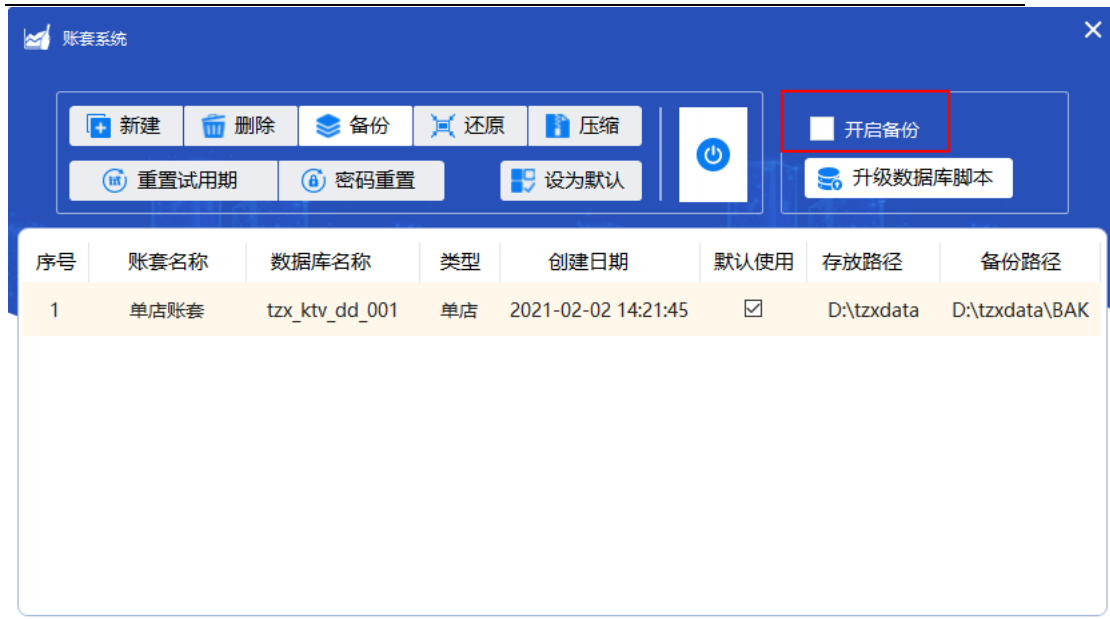 账套系统
新建 删除 备份 还原 压缩 开启备份
重置试用期 密码重置 设为默认 升级数据库脚本
序号 账套名称 数据库名称 类型 创建日期 默认使用 存放路径 备份路径
1 单店账套 tzx_ktv_dd_001 单店 2021-02-02 14:21:45 D:\tzxdata D:\tzxdata\BAK